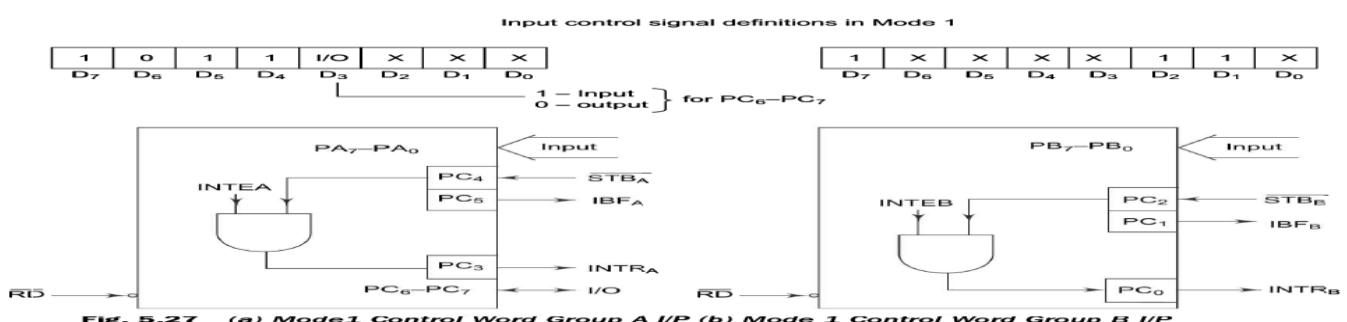 Input control signal definitions in Mode 1
1 0 1 1 I/O X X X
D7 D6 D5 D4 D3 D2 D1 D0
1 – Input
0 – output
for PC6–PC7
1 X X X X 1 1 X
D7 D6 D5 D4 D3 D2 D1 D0
PA7–PA0
Input
INTEA
PC4
STBA
PC5
IBFA
PC3
INTRA
PC6–PC7
I/O
RD
PB7–PB0
Input
INTEB
PC2
STBB
PC1
IBFB
PC0
INTRB
RD
Fig. 5.27 (a) Mode1 Control Word Group A I/P (b) Mode 1 Control Word Group B I/P